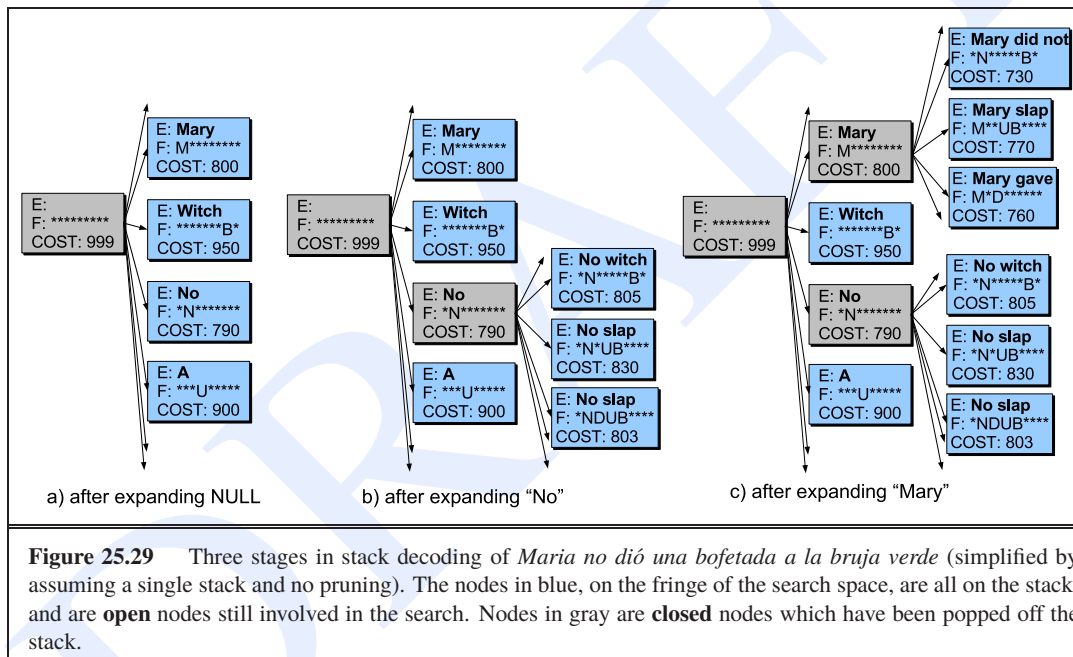 E:
F: *********
COST: 999
E: Mary
F: M********
COST: 800
E: Witch
F: *******B*
COST: 950
E: No
F: *N*******
COST: 790
E: A
F: ***U*****
COST: 900
a) after expanding NULL
E:
F: *********
COST: 999
E: Mary
F: M********
COST: 800
E: Witch
F: *******B*
COST: 950
E: No
F: *N*******
COST: 790
E: A
F: ***U*****
COST: 900
E: No witch
F: *N*****B*
COST: 805
E: No slap
F: *N*UB****
COST: 830
E: No slap
F: *NDUB****
COST: 803
b) after expanding “No”
E:
F: *********
COST: 999
E: Mary
F: M********
COST: 800
E: Witch
F: *******B*
COST: 950
E: No
F: *N*******
COST: 790
E: A
F: ***U*****
COST: 900
E: Mary did not
F: *N*****B*
COST: 730
E: Mary slap
F: M**UB****
COST: 770
E: Mary gave
F: M*D******
COST: 760
E: No witch
F: *N*****B*
COST: 805
E: No slap
F: *N*UB****
COST: 830
E: No slap
F: *NDUB****
COST: 803
c) after expanding “Mary”
Figure 25.29 Three stages in stack decoding of Maria no dió una bofetada a la bruja verde (simplified by
assuming a single stack and no pruning). The nodes in blue, on the fringe of the search space, are all on the stack
and are open nodes still involved in the search. Nodes in gray are closed nodes which have been popped off the
stack.